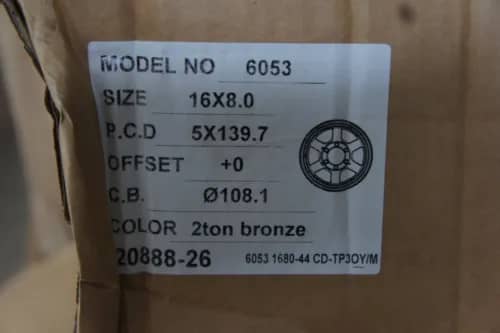 MODEL NO 6053
SIZE 16X8.0
P.C.D 5X139.7
OFFSET +0
C.B. Ø108.1
COLOR 2ton bronze
20888-26 6053 1680-44 CD-TP3OY/M